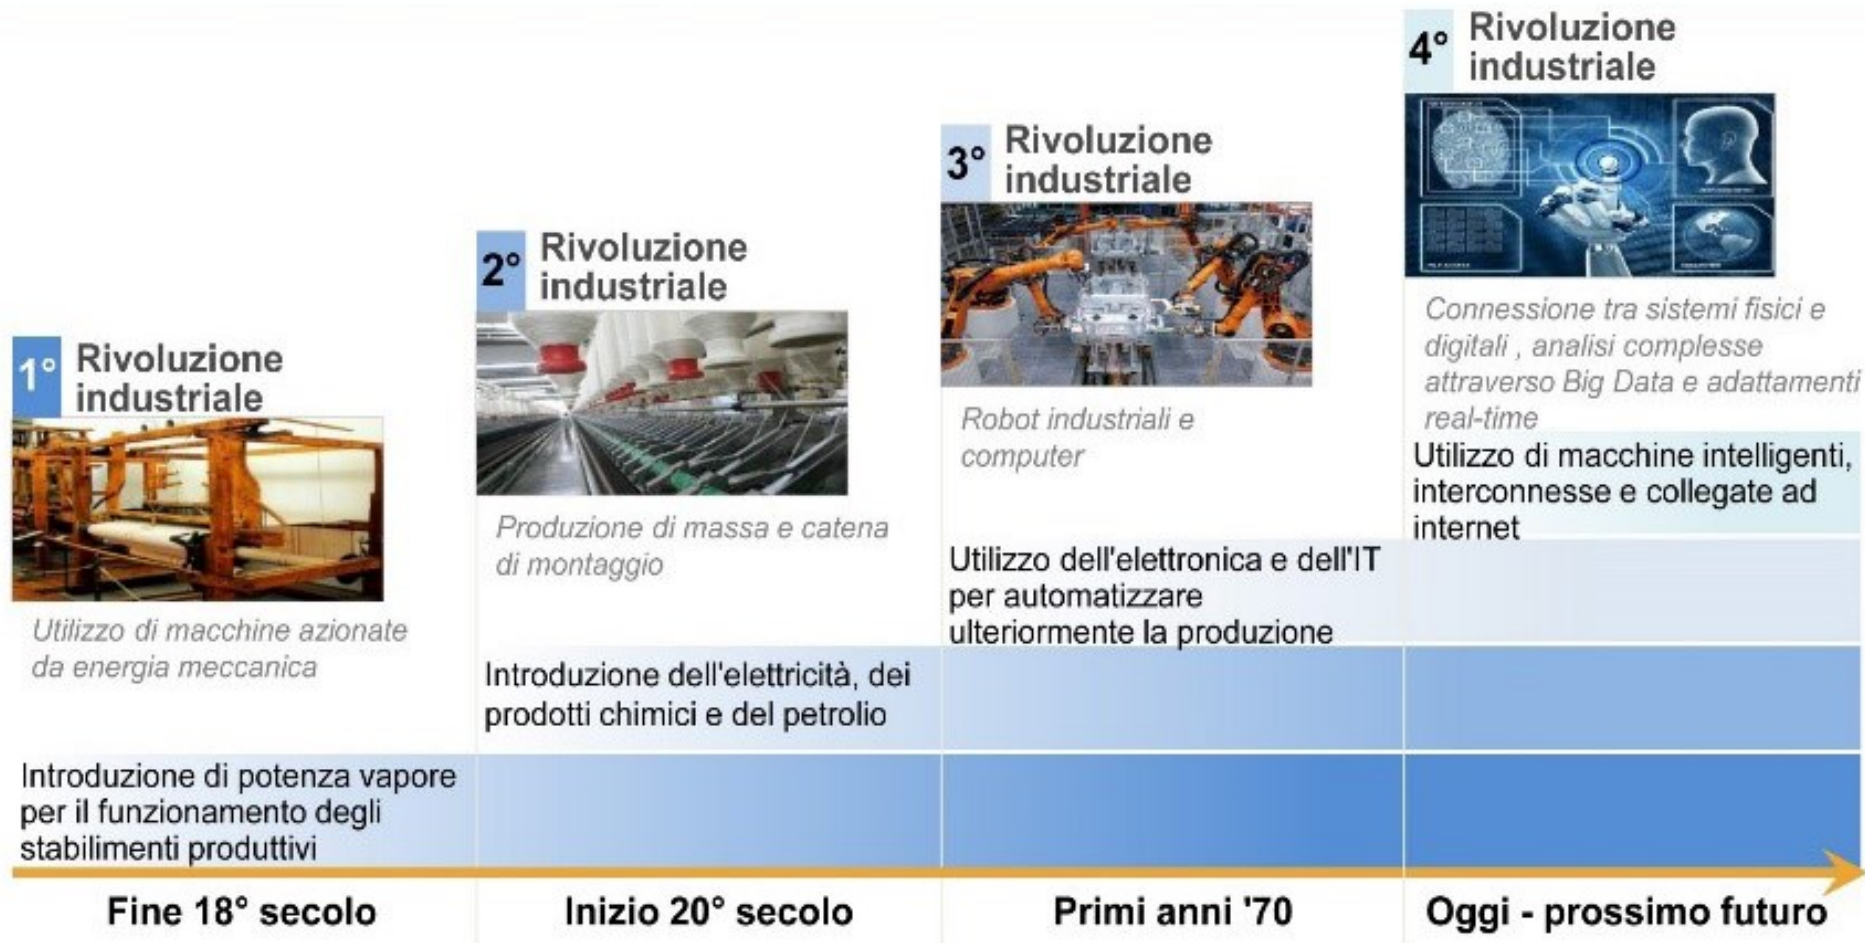 1°
Rivoluzione
industriale
Utilizzo di macchine azionate
da energia meccanica
Introduzione di potenza vapore
per il funzionamento degli
stabilimenti produttivi
Fine 18° secolo
2°
Rivoluzione
industriale
Produzione di massa e catena
di montaggio
Introduzione dell'elettricità, dei
prodotti chimici e del petrolio
Inizio 20° secolo
3°
Rivoluzione
industriale
Robot industriali e
computer
Utilizzo dell'elettronica e dell'IT
per automatizzare
ulteriormente la produzione
Primi anni '70
4°
Rivoluzione
industriale
Connessione tra sistemi fisici e
digitali , analisi complesse
attraverso Big Data e adattamenti
real-time
Utilizzo di macchine intelligenti,
interconnesse e collegate ad
internet
Oggi - prossimo futuro